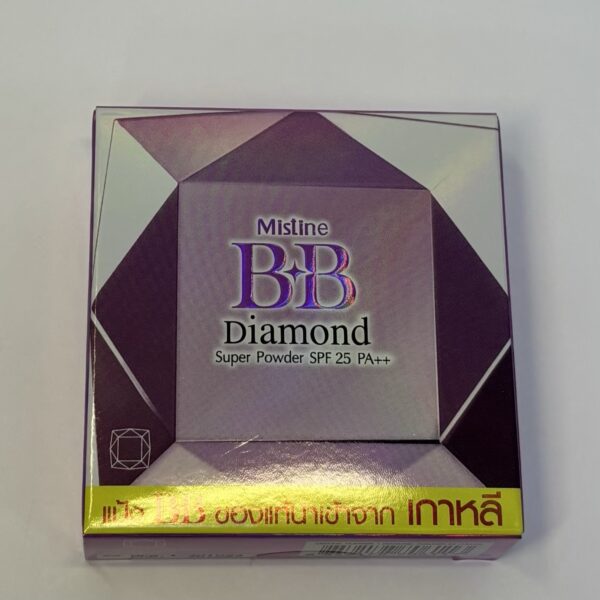 Mistine
BB
Diamond
Super Powder SPF 25 PA++
แป้ง BB ของแท้นำเข้าจาก เกาหลี